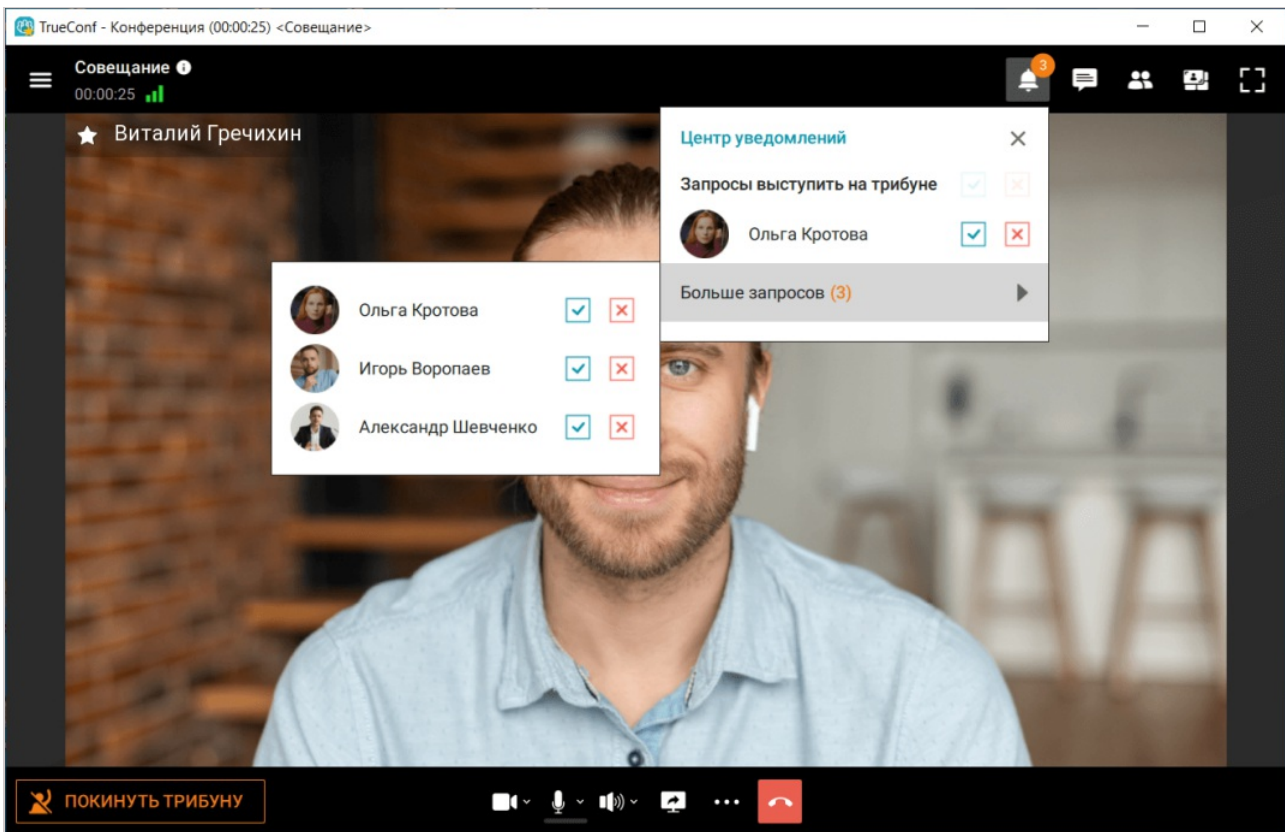 TrueConf - Конференция (00:00:25) <Совещание>
Совещание
00:00:25
3
Виталий Гречихин
Центр уведомлений
Запросы выступить на трибуне
Ольга Кротова
Больше запросов (3)
Ольга Кротова
Игорь Воропаев
Александр Шевченко
ПОКИНУТЬ ТРИБУНУ